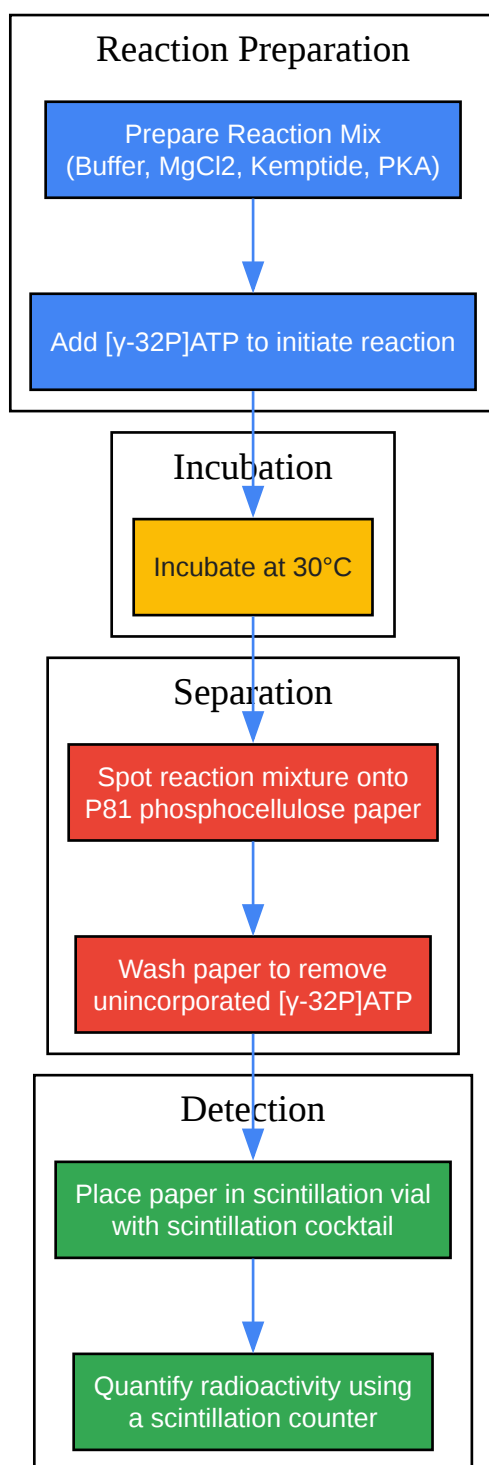 Reaction Preparation
Prepare Reaction Mix
(Buffer, MgCl2, Kemptide, PKA)
Add [γ-32P]ATP to initiate reaction
Incubation
Incubate at 30°C
Separation
Spot reaction mixture onto
P81 phosphocellulose paper
Wash paper to remove
unincorporated [γ-32P]ATP
Detection
Place paper in scintillation vial
with scintillation cocktail
Quantify radioactivity using
a scintillation counter